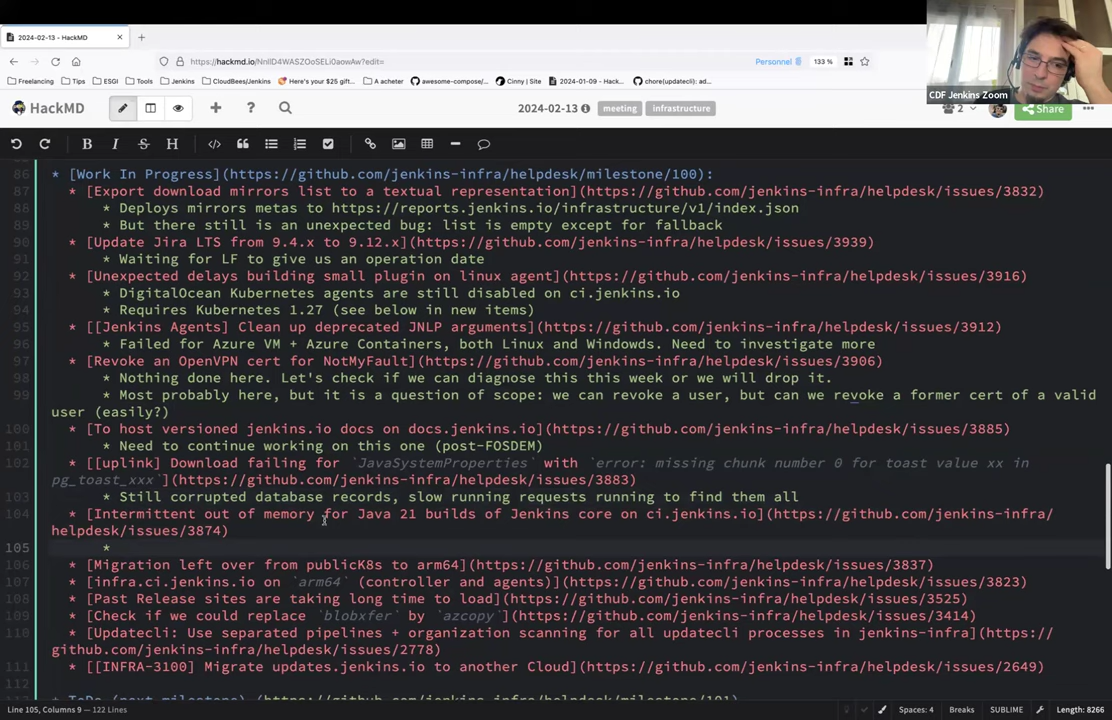 2024-02-13 - HackMD
https://hackmd.io/NnlID4WASZOoSELi0aowAw?edit=
Personnel
133 %
Freelancing
Tips
ESGI
Tools
Jenkins
CloudBees/Jenkins
Here's your $25 gift...
A acheter
awesome-compose/...
Cinny | Site
2024-01-09 - Hack...
chore(updatecli): ad...
CDF Jenkins Zoom
HackMD
2024-02-13
meeting
infrastructure
2
Share
86 * [Work In Progress](https://github.com/jenkins-infra/helpdesk/milestone/100):
87 * [Export download mirrors list to a textual representation](https://github.com/jenkins-infra/helpdesk/issues/3832)
88 * Deploys mirrors metas to https://reports.jenkins.io/infrastructure/v1/index.json
89 * But there still is an unexpected bug: list is empty except for fallback
90 * [Update Jira LTS from 9.4.x to 9.12.x](https://github.com/jenkins-infra/helpdesk/issues/3939)
91 * Waiting for LF to give us an operation date
92 * [Unexpected delays building small plugin on linux agent](https://github.com/jenkins-infra/helpdesk/issues/3916)
93 * DigitalOcean Kubernetes agents are still disabled on ci.jenkins.io
94 * Requires Kubernetes 1.27 (see below in new items)
95 * [[Jenkins Agents] Clean up deprecated JNLP arguments](https://github.com/jenkins-infra/helpdesk/issues/3912)
96 * Failed for Azure VM + Azure Containers, both Linux and Windowds. Need to investigate more
97 * [Revoke an OpenVPN cert for NotMyFault](https://github.com/jenkins-infra/helpdesk/issues/3906)
98 * Nothing done here. Let's check if we can diagnose this this week or we will drop it.
99 * Most probably here, but it is a question of scope: we can revoke a user, but can we revoke a former cert of a valid
user (easily?)
100 * [To host versioned jenkins.io docs on docs.jenkins.io](https://github.com/jenkins-infra/helpdesk/issues/3885)
101 * Need to continue working on this one (post-FOSDEM)
102 * [[uplink] Download failing for `JavaSystemProperties` with `error: missing chunk number 0 for toast value xx in
pg_toast_xxx`](https://github.com/jenkins-infra/helpdesk/issues/3883)
103 * Still corrupted database records, slow running requests running to find them all
104 * [Intermittent out of memory for Java 21 builds of Jenkins core on ci.jenkins.io](https://github.com/jenkins-infra/
helpdesk/issues/3874)
105 *
106 * [Migration left over from publicK8s to arm64](https://github.com/jenkins-infra/helpdesk/issues/3837)
107 * [infra.ci.jenkins.io on `arm64` (controller and agents)](https://github.com/jenkins-infra/helpdesk/issues/3823)
108 * [Past Release sites are taking long time to load](https://github.com/jenkins-infra/helpdesk/issues/3525)
109 * [Check if we could replace `blobxfer` by `azcopy`](https://github.com/jenkins-infra/helpdesk/issues/3414)
110 * [Updatecli: Use separated pipelines + organization scanning for all updatecli processes in jenkins-infra](https://
github.com/jenkins-infra/helpdesk/issues/2778)
111 * [[INFRA-3100] Migrate updates.jenkins.io to another Cloud](https://github.com/jenkins-infra/helpdesk/issues/2649)
112
* ToDo (next milestone) (https://github.com/jenkins-infra/helpdesk/milestone/101)
Line 105, Columns 9 — 122 Lines
Spaces: 4
Breaks
SUBLIME
Length: 8266